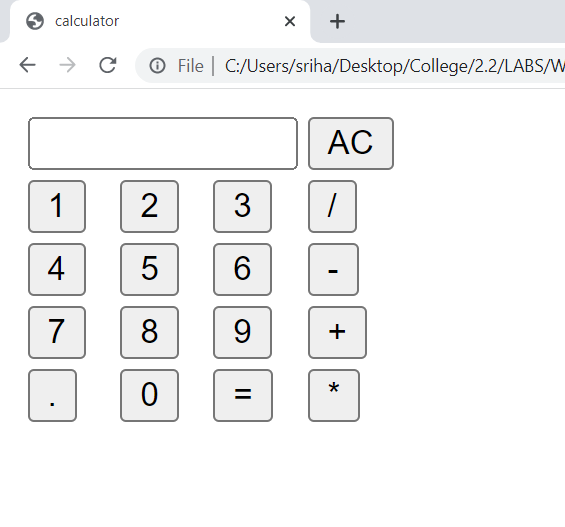 calculator
File | C:/Users/sriha/Desktop/College/2.2/LABS/W
AC
1 2 3 /
4 5 6 -
7 8 9 +
. 0 = *